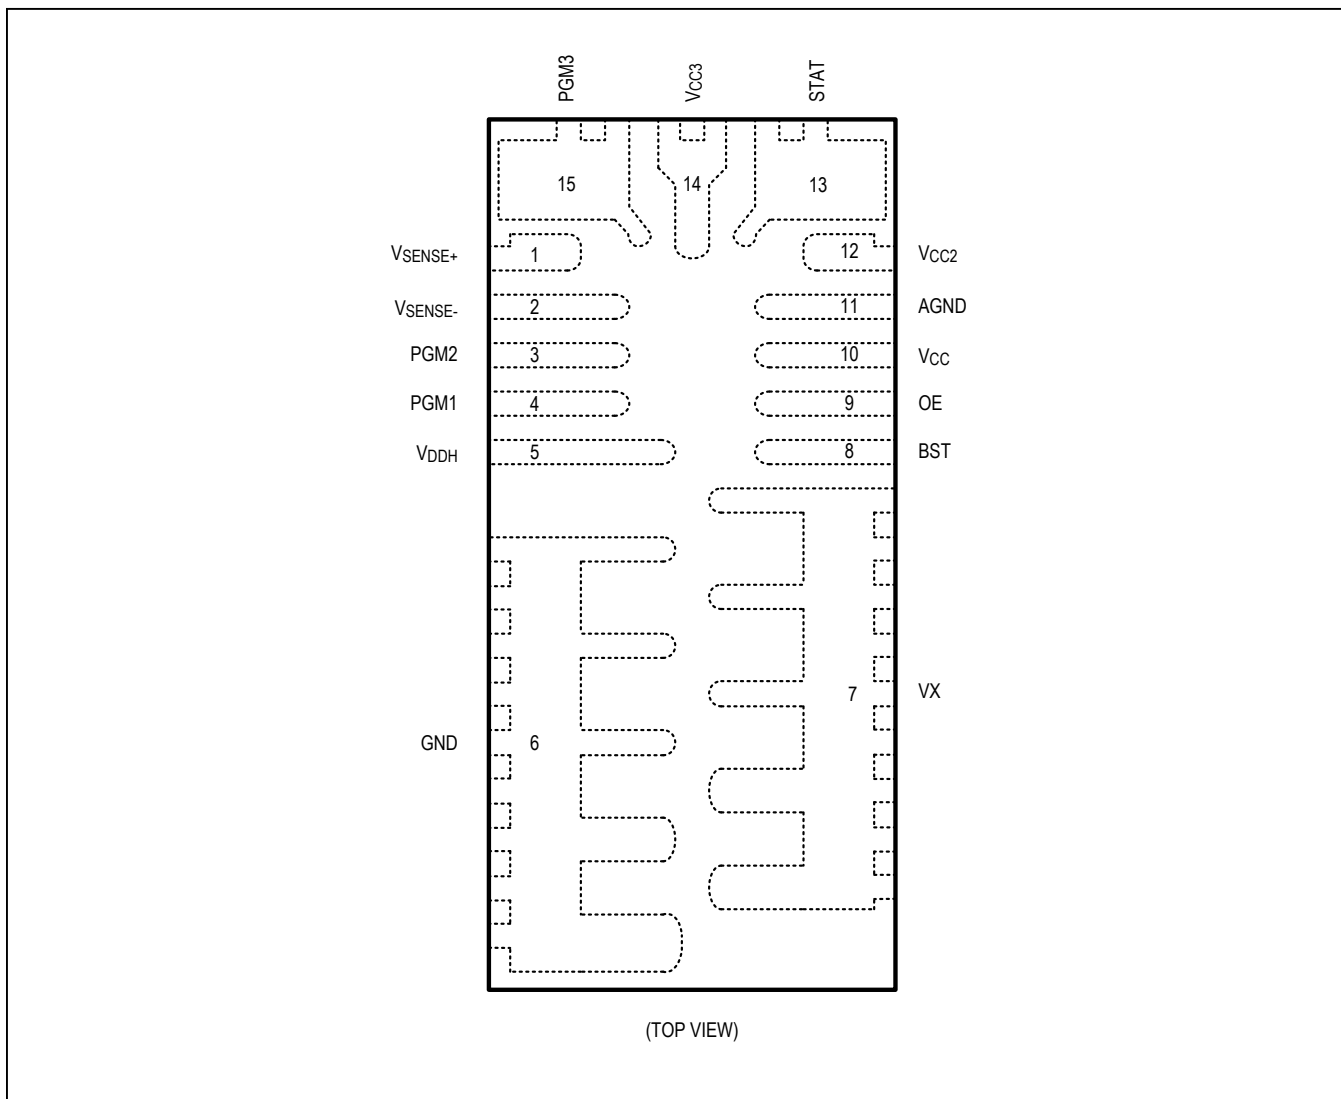 PGM3 VCC3 STAT
15 14 13
VSENSE+ 1 12 VCC2
VSENSE- 2 11 AGND
PGM2 3 10 VCC
PGM1 4 9 OE
VDDH 5 8 BST
7 VX
GND 6
(TOP VIEW)